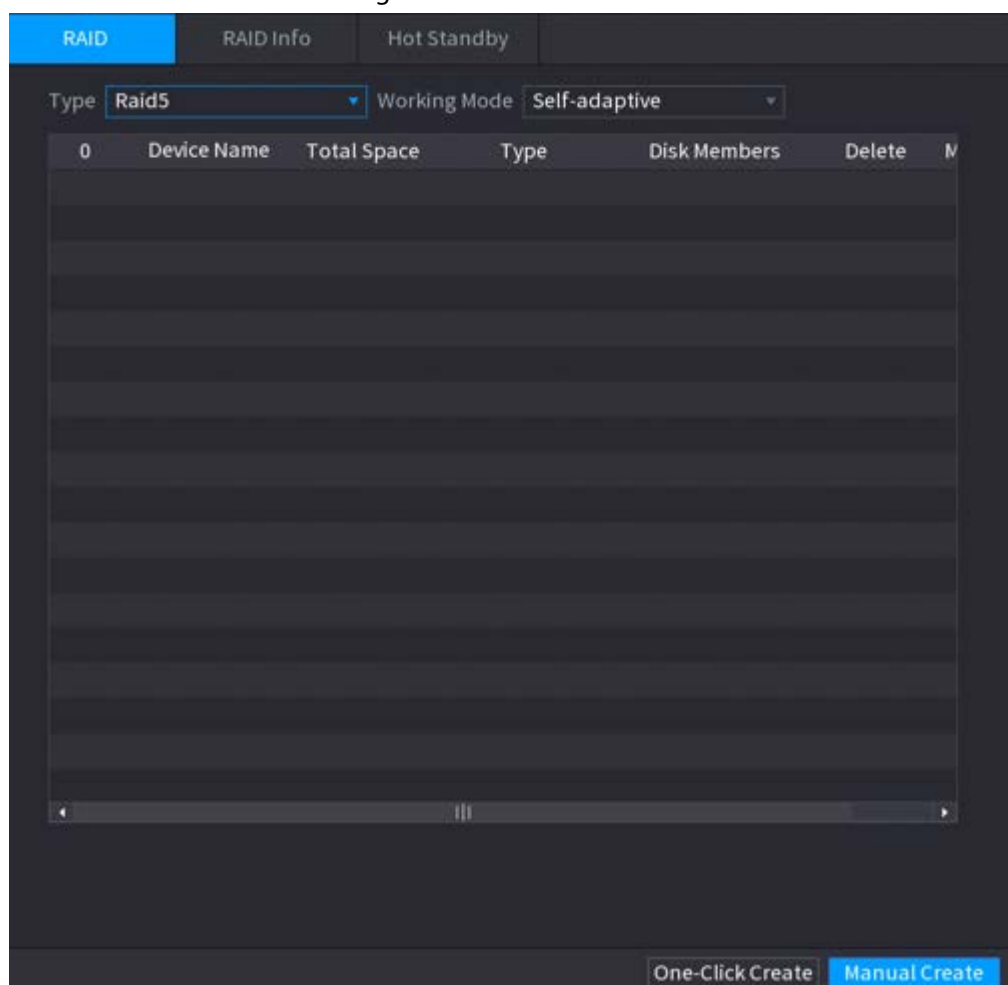 RAID RAID Info Hot Standby
Type Raid5 Working Mode Self-adaptive
0 Device Name Total Space Type Disk Members Delete M
One-Click Create Manual Create